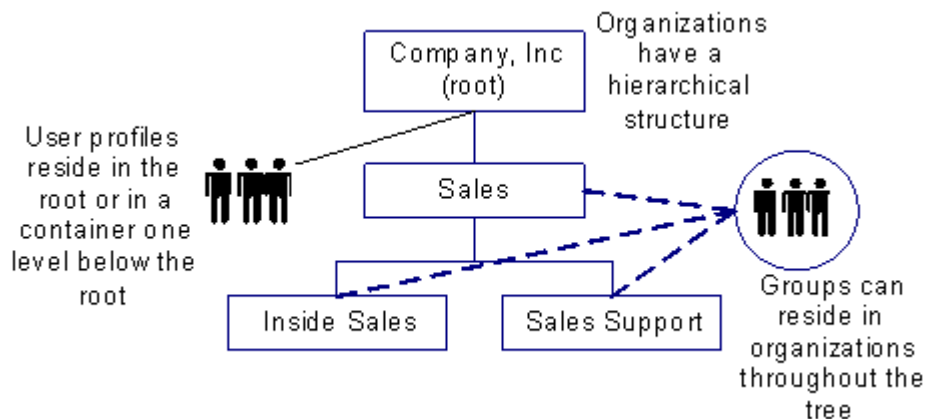 Company, Inc
(root)
Organizations
have a
hierarchical
structure
User profiles
reside in the
root or in a
container one
level below the
root
Sales
Inside Sales
Sales Support
Groups can
reside in
organizations
throughout the
tree